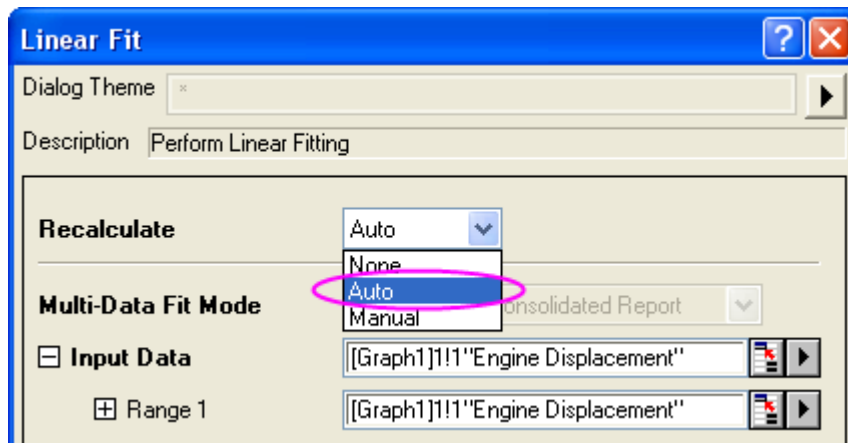 Linear Fit
Dialog Theme *
Description Perform Linear Fitting
Recalculate Auto
None
Auto
Manual
Multi-Data Fit Mode onsolidated Report
Input Data [Graph1]1!1"Engine Displacement"
Range 1 [Graph1]1!1"Engine Displacement"